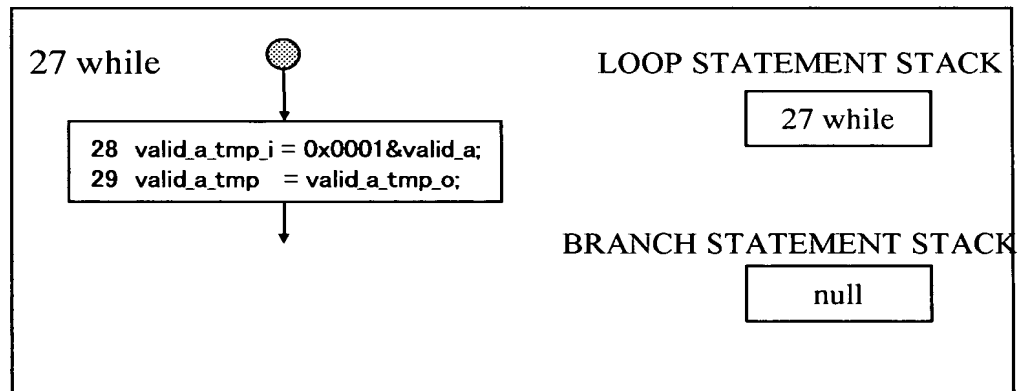 27 while
28 valid_a_tmp_i = 0x0001&valid_a;
29 valid_a_tmp = valid_a_tmp_o;
LOOP STATEMENT STACK
27 while
BRANCH STATEMENT STACK
null